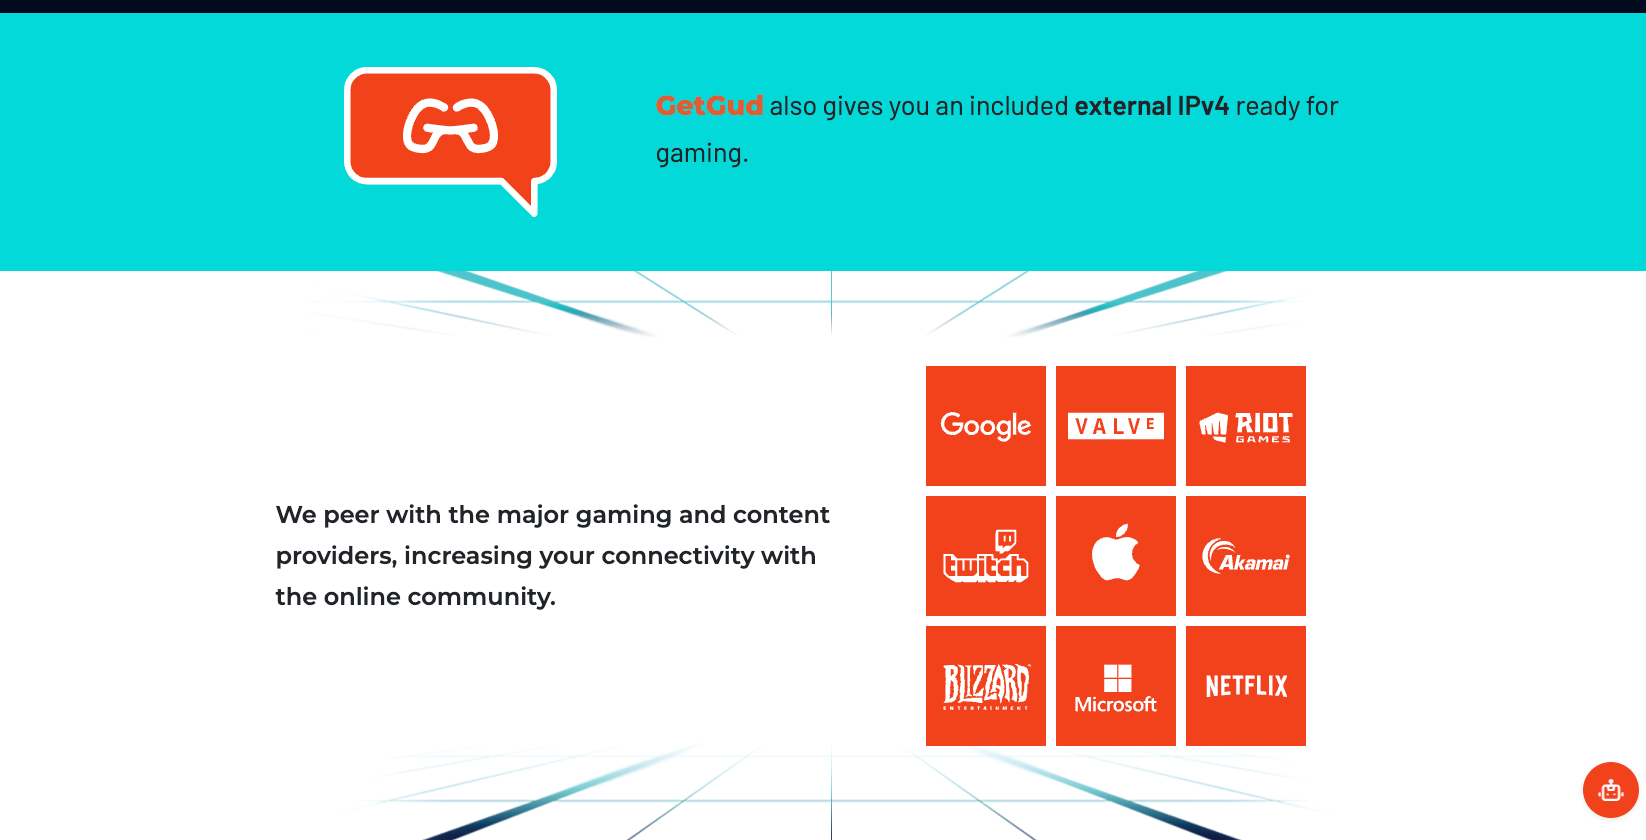 GetGud also gives you an included external IPv4 ready for
gaming.
We peer with the major gaming and content
providers, increasing your connectivity with
the online community.
Google
VALVE
RIOT
GAMES
twitch
Akamai
BLIZZARD
ENTERTAINMENT
Microsoft
NETFLIX